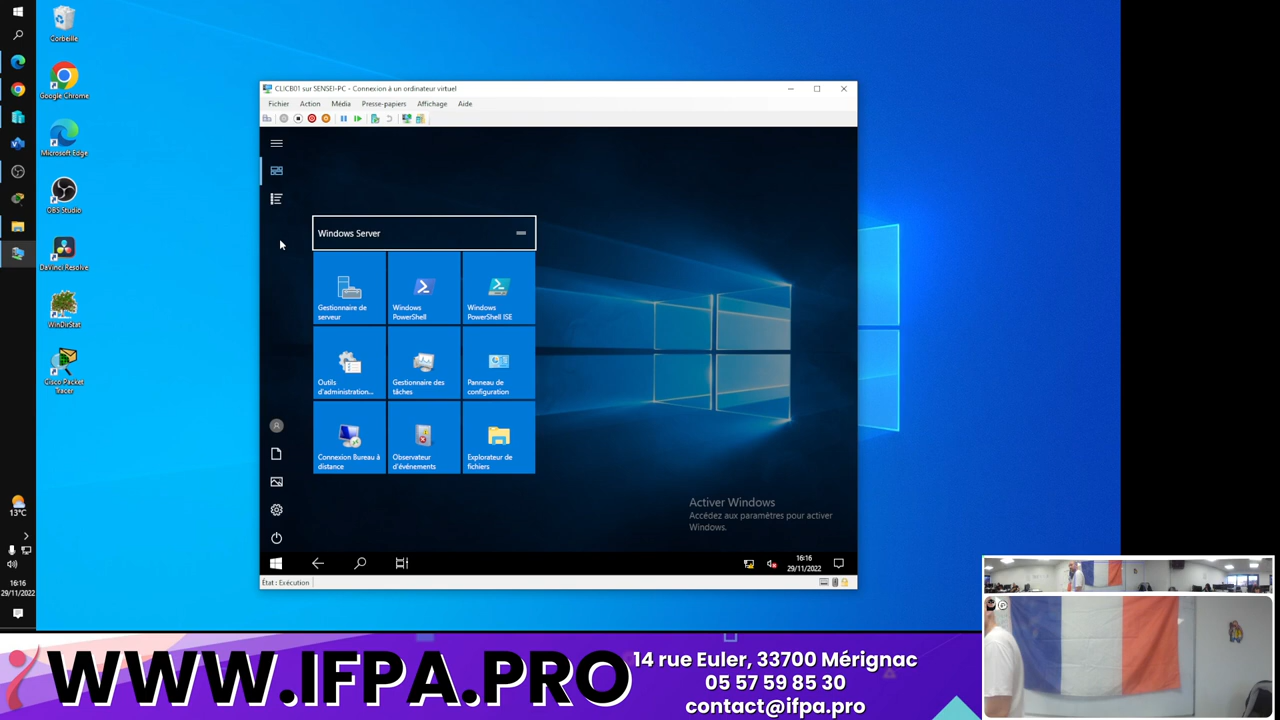 Corbeille
Google Chrome
Microsoft Edge
OBS Studio
DaVinci Resolve
WinDirStat
Cisco Packet
Tracer
13°C
16:16
29/11/2022
CLICB01 sur SENSEI-PC - Connexion à un ordinateur virtuel
Fichier Action Média Presse-papiers Affichage Aide
Windows Server
Gestionnaire de
serveur
Windows
PowerShell
Windows
PowerShell ISE
Outils
d'administration...
Gestionnaire des
tâches
Panneau de
configuration
Connexion Bureau à
distance
Observateur
d'événements
Explorateur de
fichiers
Activer Windows
Accédez aux paramètres pour activer
Windows.
16:16
29/11/2022
État : Exécution
WWW.IFPA.PRO
14 rue Euler, 33700 Mérignac
05 57 59 85 30
contact@ifpa.pro